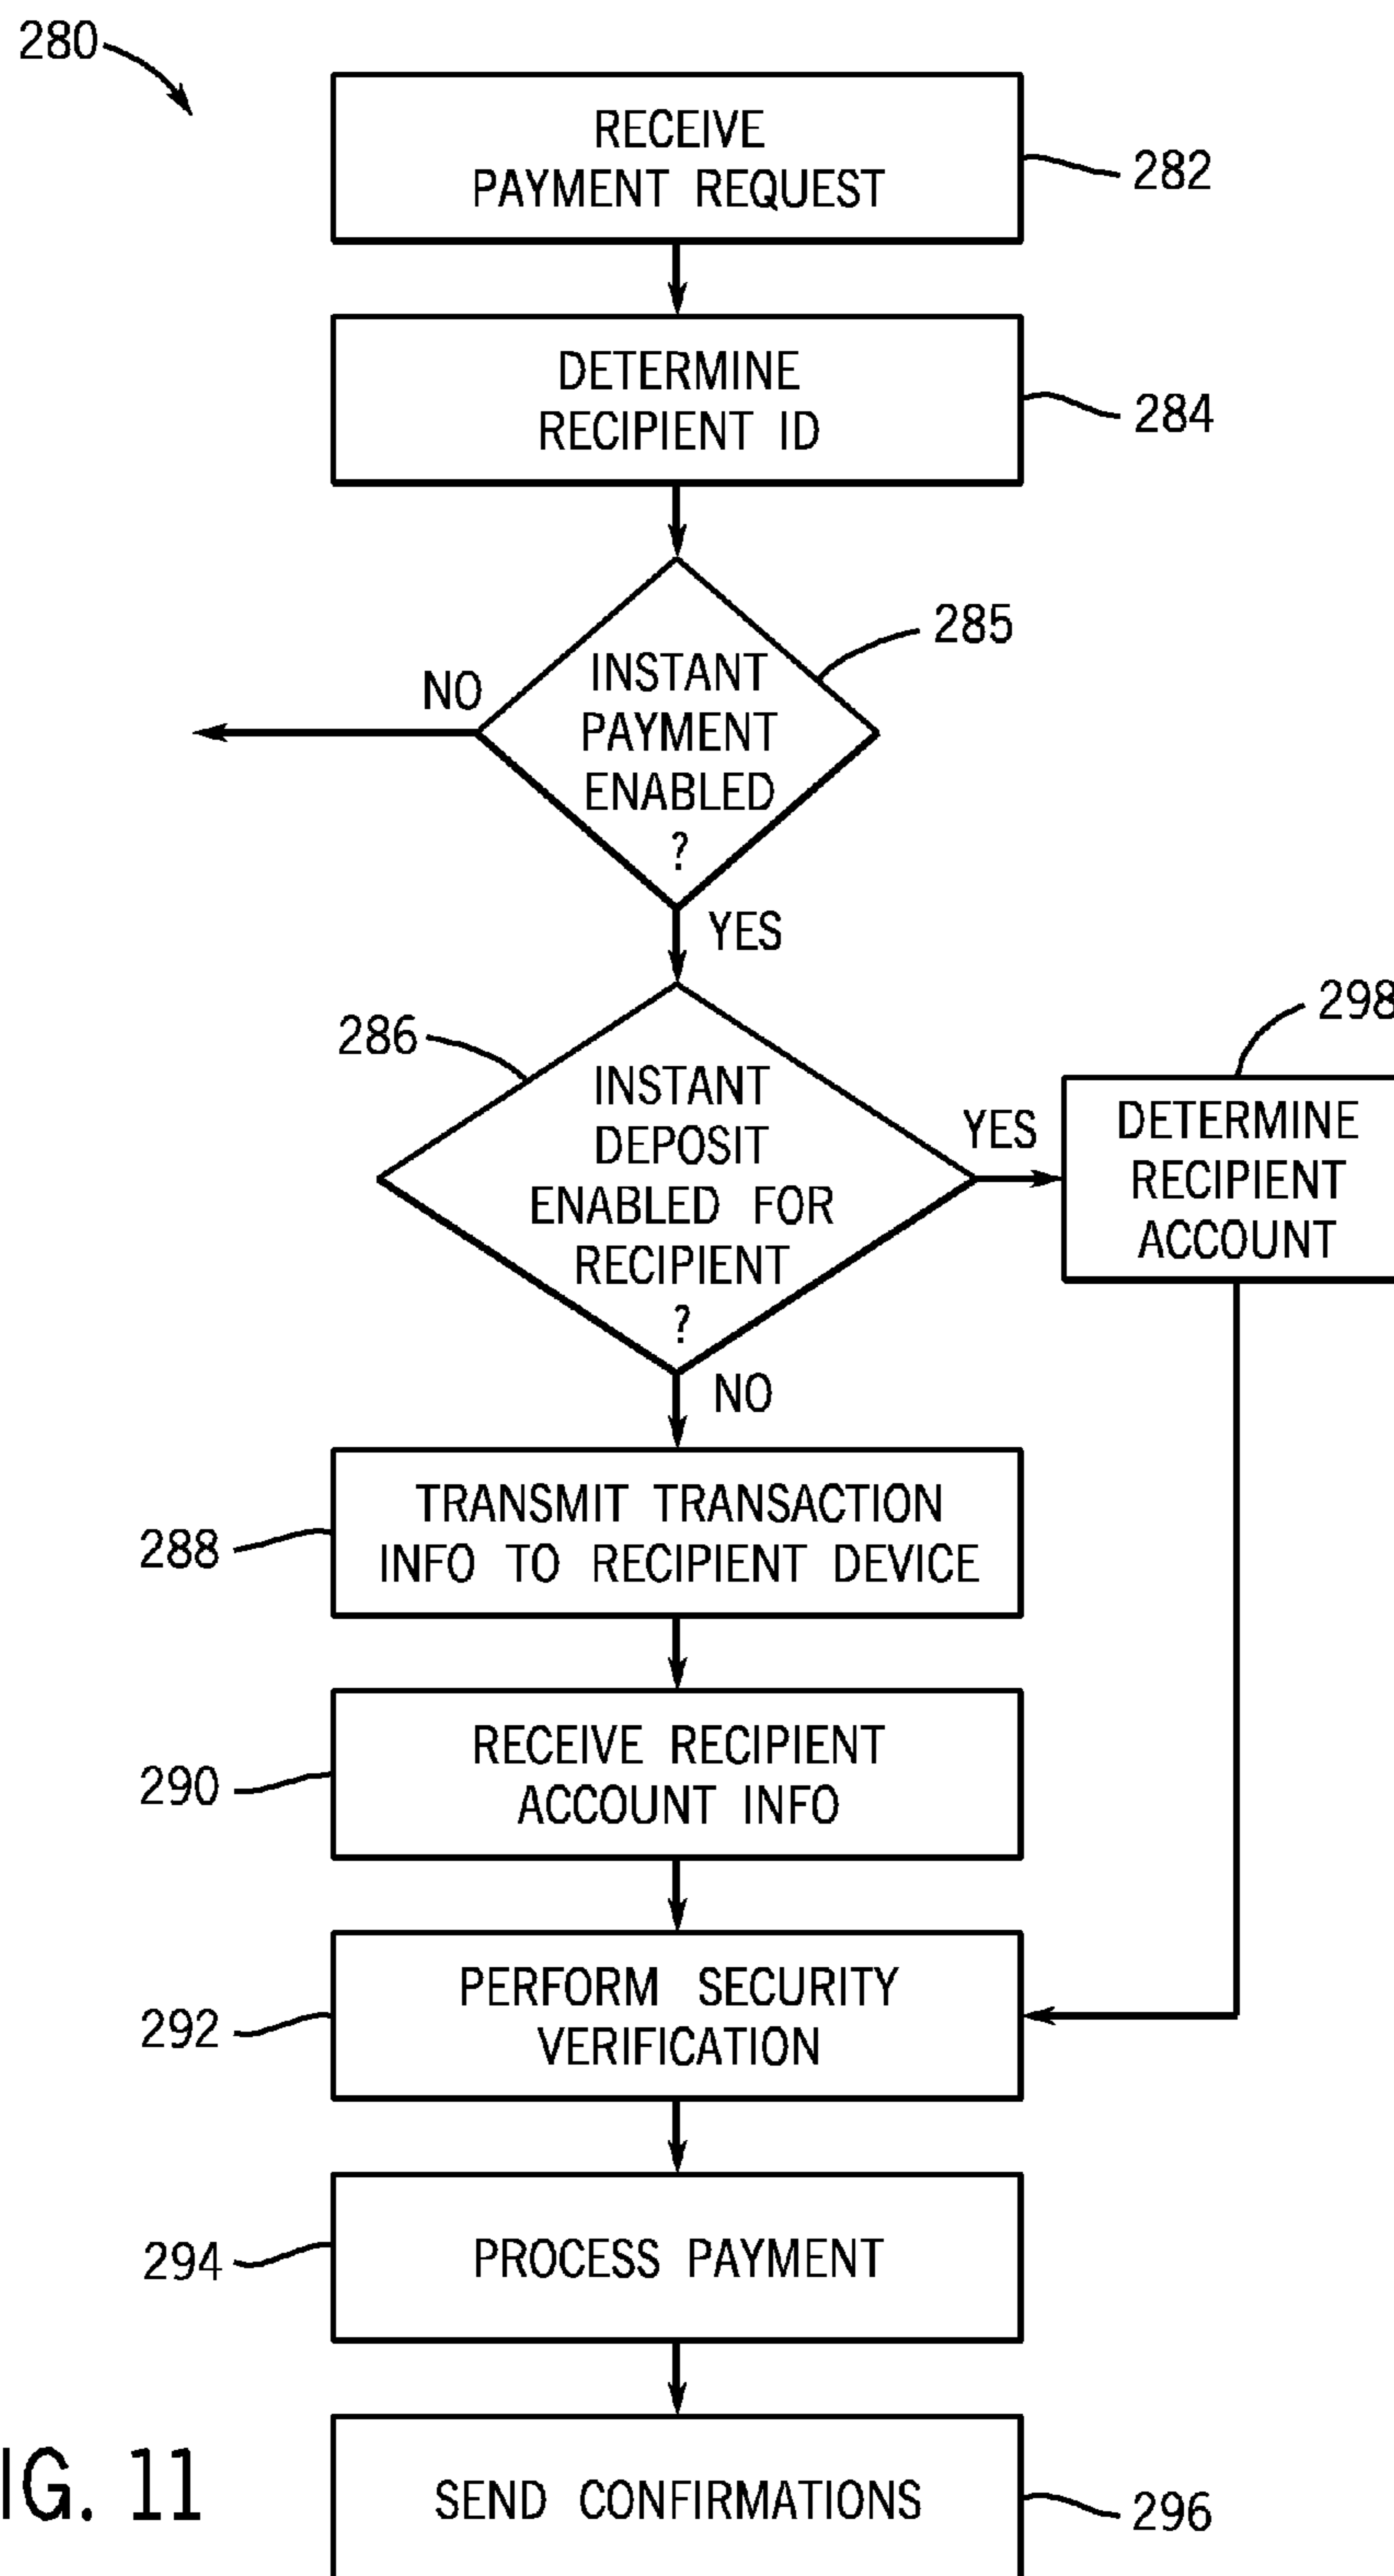 280
RECEIVE
PAYMENT REQUEST
282
DETERMINE
RECIPIENT ID
284
285
INSTANT
PAYMENT
ENABLED
?
NO
YES
286
INSTANT
DEPOSIT
ENABLED FOR
RECIPIENT
?
YES
298
DETERMINE
RECIPIENT
ACCOUNT
NO
288
TRANSMIT TRANSACTION
INFO TO RECIPIENT DEVICE
290
RECEIVE RECIPIENT
ACCOUNT INFO
292
PERFORM SECURITY
VERIFICATION
294
PROCESS PAYMENT
SEND CONFIRMATIONS
296
IG. 11